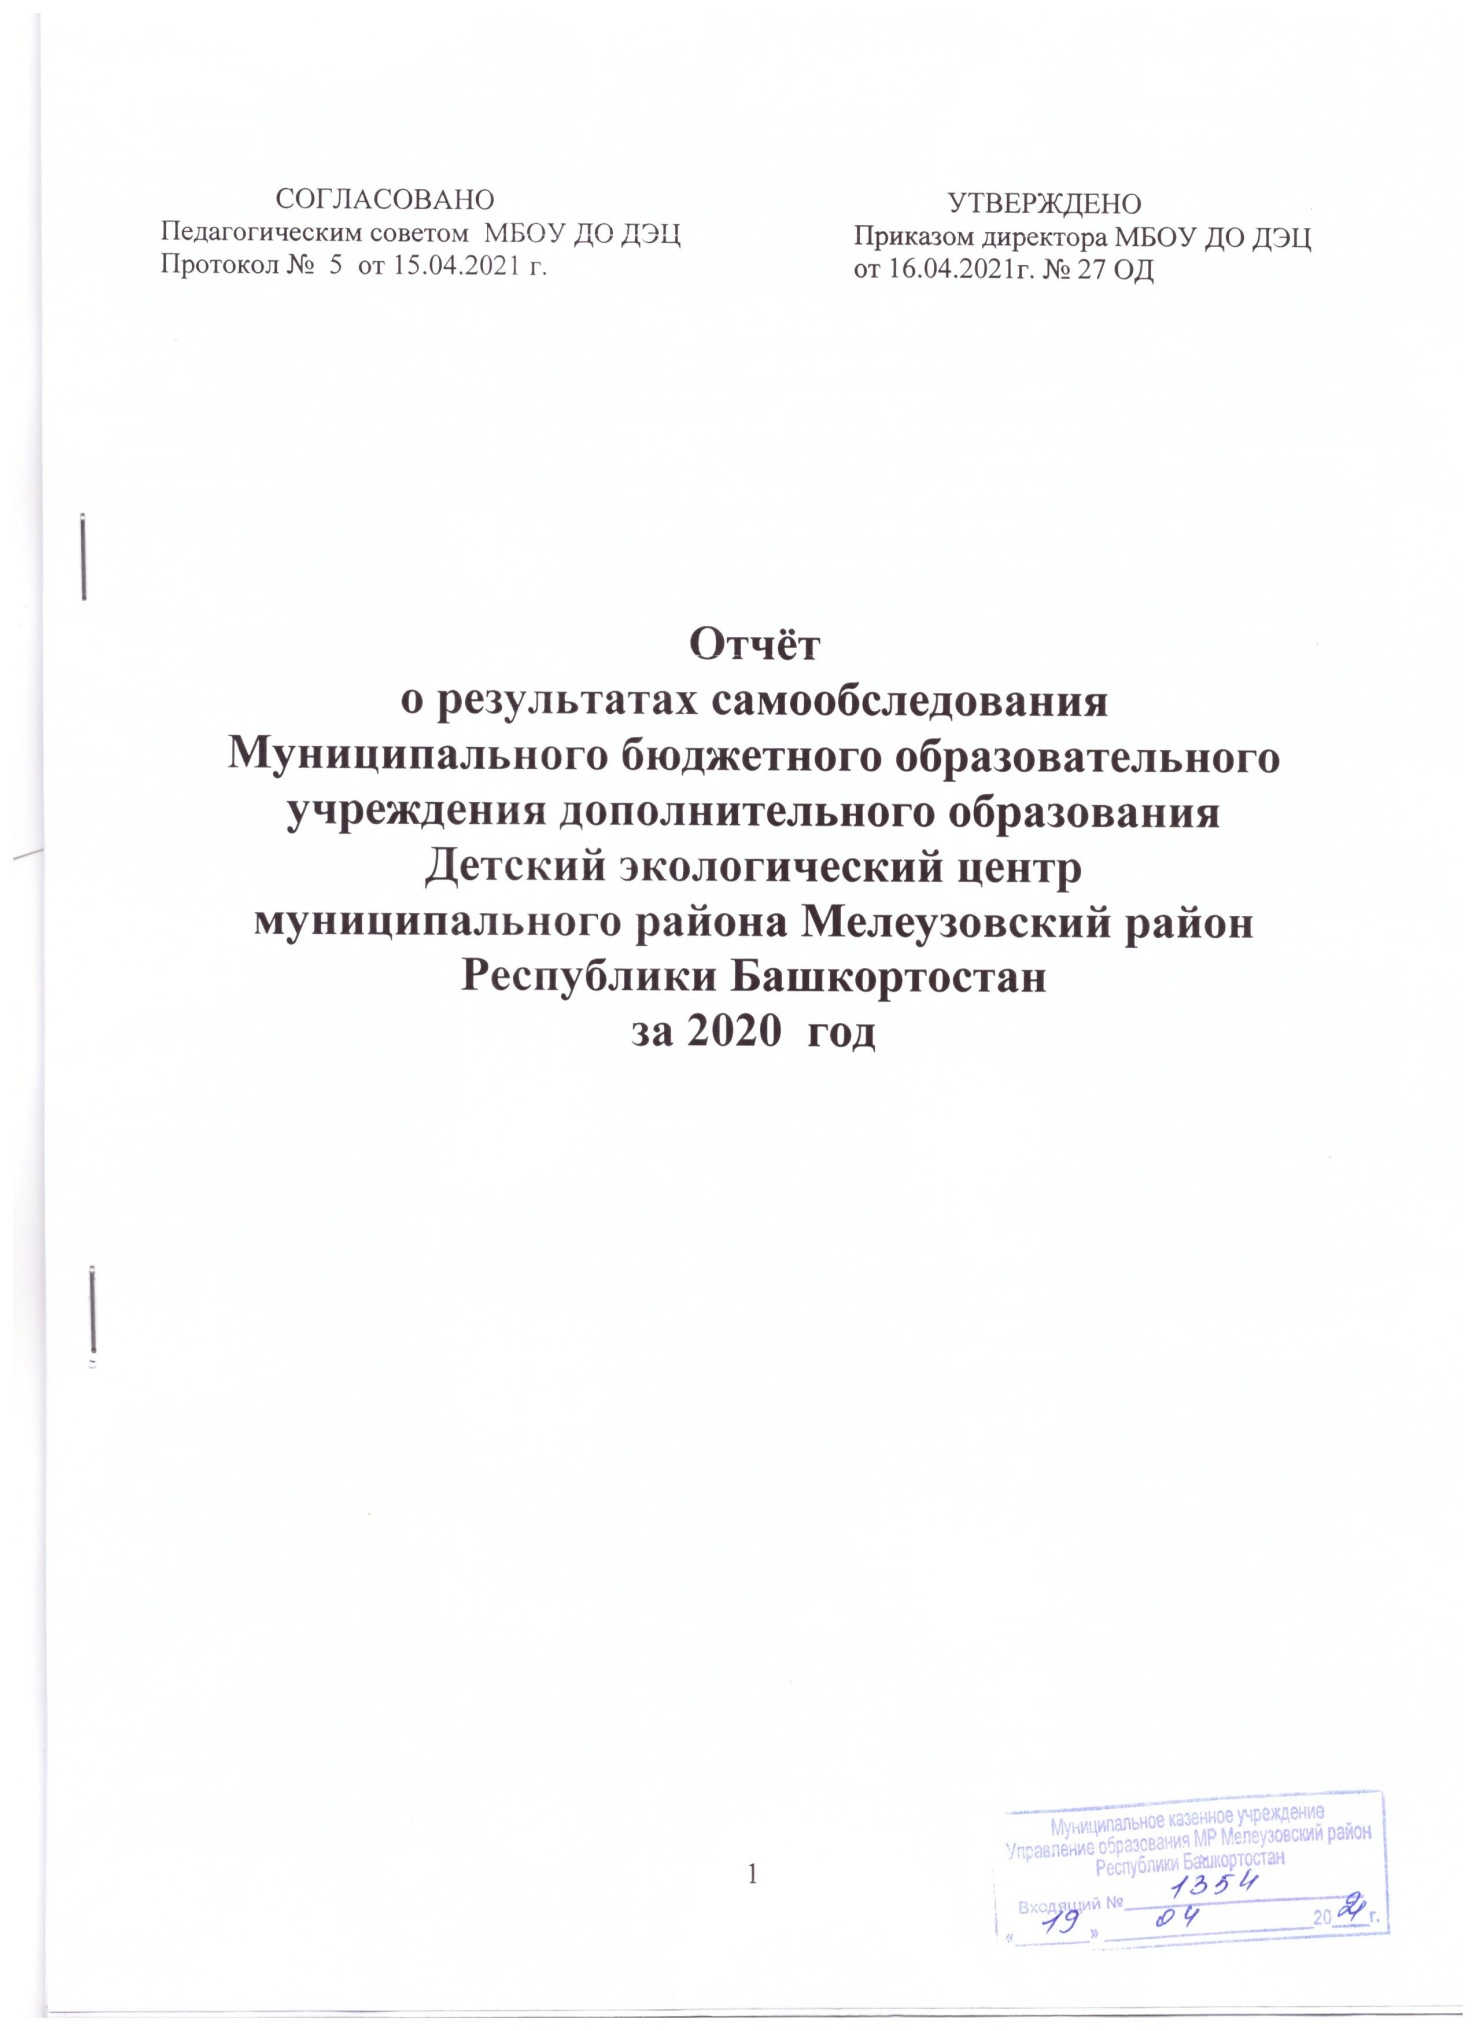 СОГЛАСОВАНО
Педагогическим советом МБОУ ДО ДЭЦ
Протокол № 5 от 15.04.2021 г.
УТВЕРЖДЕНО
Приказом директора МБОУ ДО ДЭЦ
от 16.04.2021г. № 27 ОД
Отчёт
о результатах самообследования
Муниципального бюджетного образовательного
учреждения дополнительного образования
Детский экологический центр
муниципального района Мелеузовский район
Республики Башкортостан
за 2020 год
1
Муниципальное казенное учреждение
Управление образования МР Мелеузовский район
Республики Башкортостан
Входящий № 1354
« 19 » 04 2021 г.